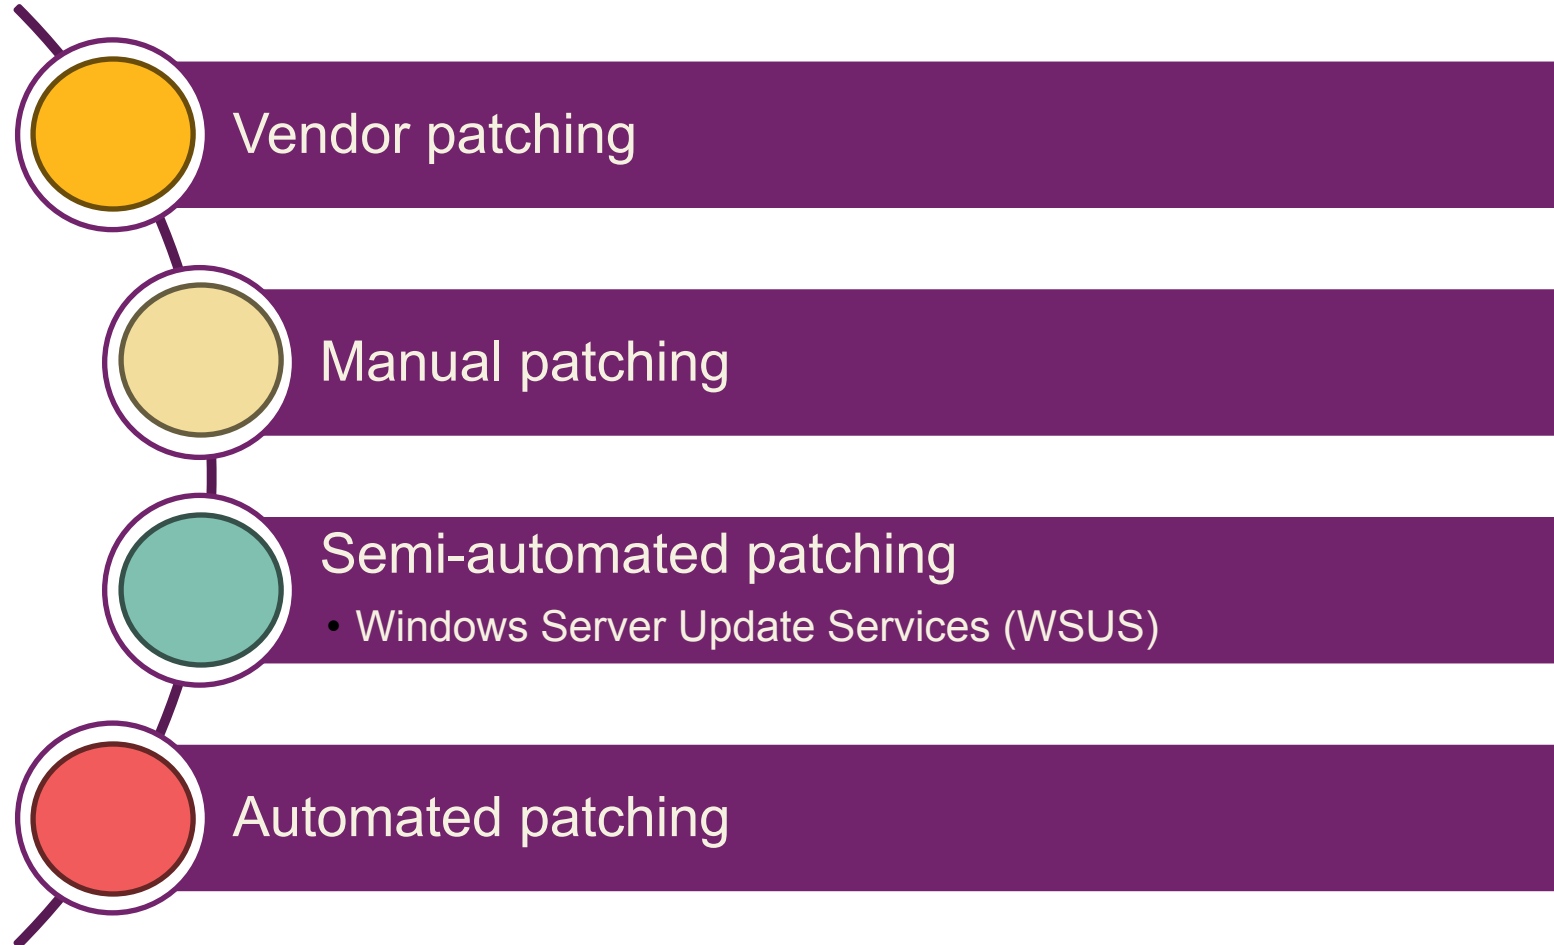 Vendor patching
Manual patching
Semi-automated patching
• Windows Server Update Services (WSUS)
Automated patching